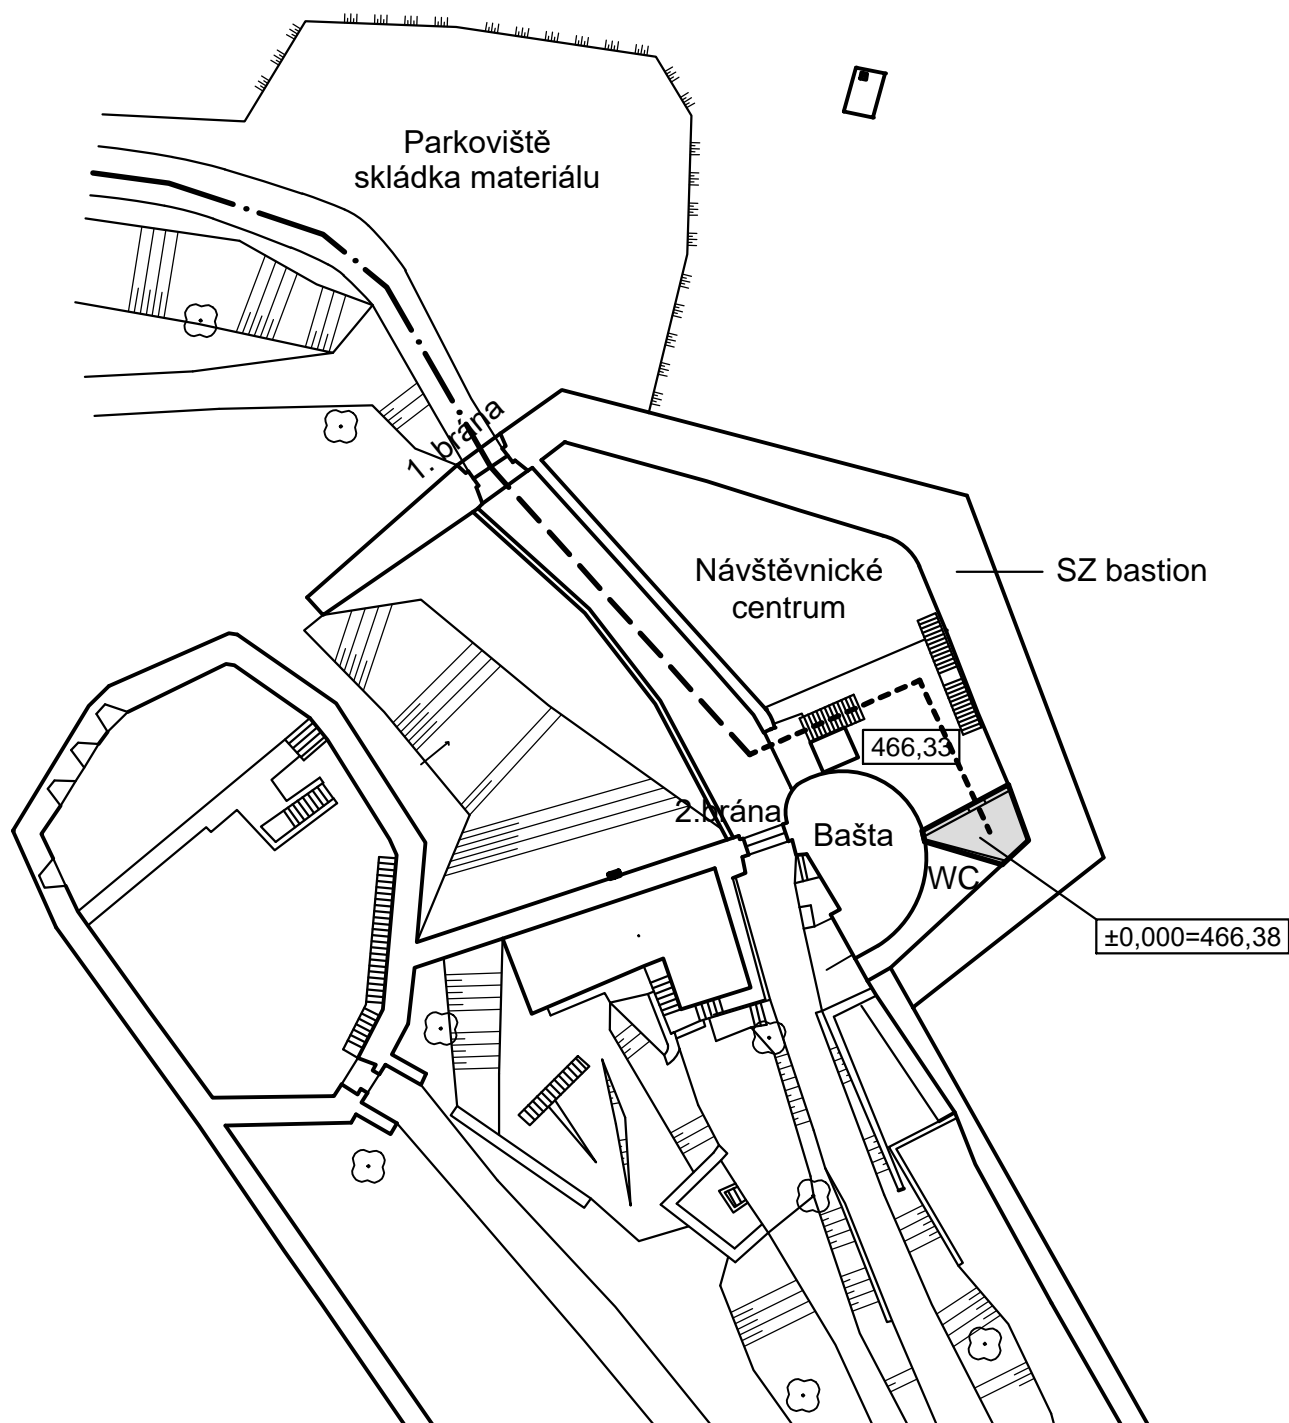 Parkoviště
skládka materiálu
1. brána
Návštěvnické
centrum
SZ bastion
466,33
2.brána
Bašta
WC
±0,000=466,38